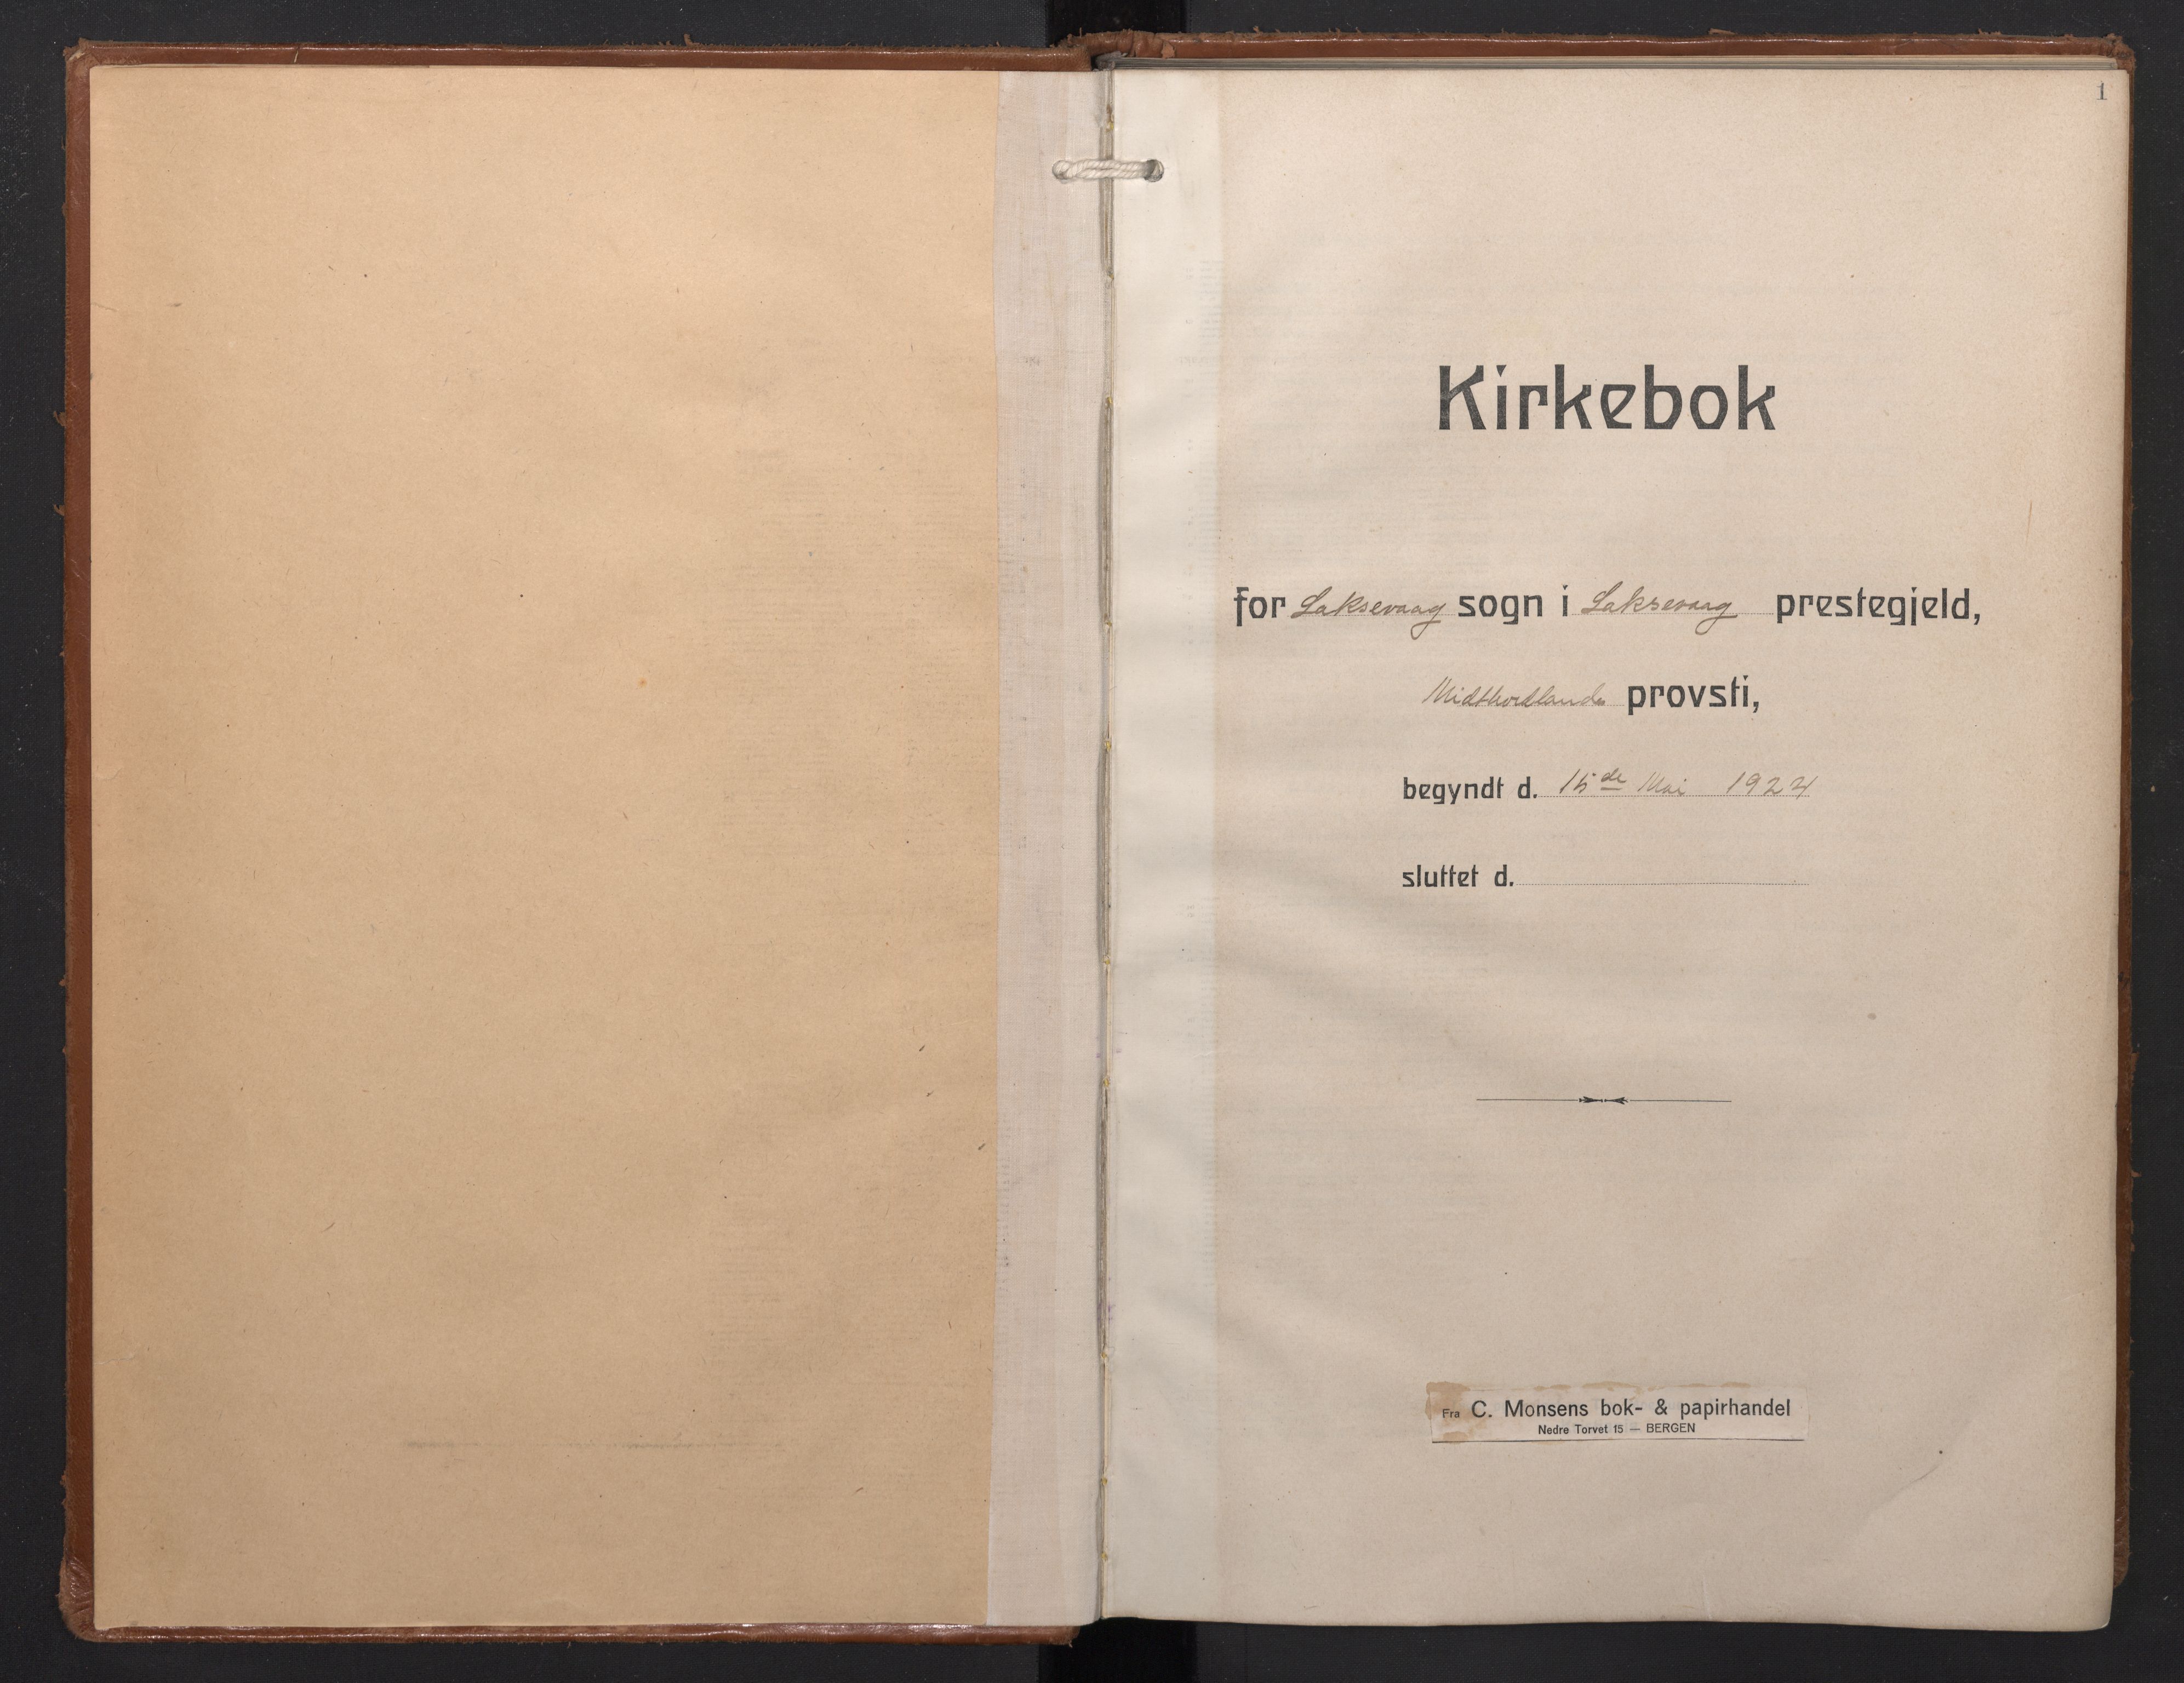 1
Kirkebok
for Laksevaag sogn i Laksevaag prestegjeld,
Midthordlands provsti,
begyndt d. 15de Mai 1924
sluttet d.
Fra C. Monsens bok- & papirhandel
Nedre Torvet 15 — BERGEN